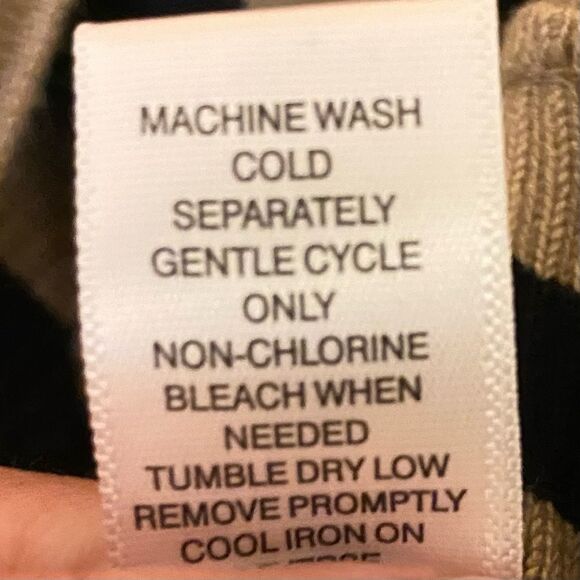 MACHINE WASH
COLD
SEPARATELY
GENTLE CYCLE
ONLY
NON-CHLORINE
BLEACH WHEN
NEEDED
TUMBLE DRY LOW
REMOVE PROMPTLY
COOL IRON ON